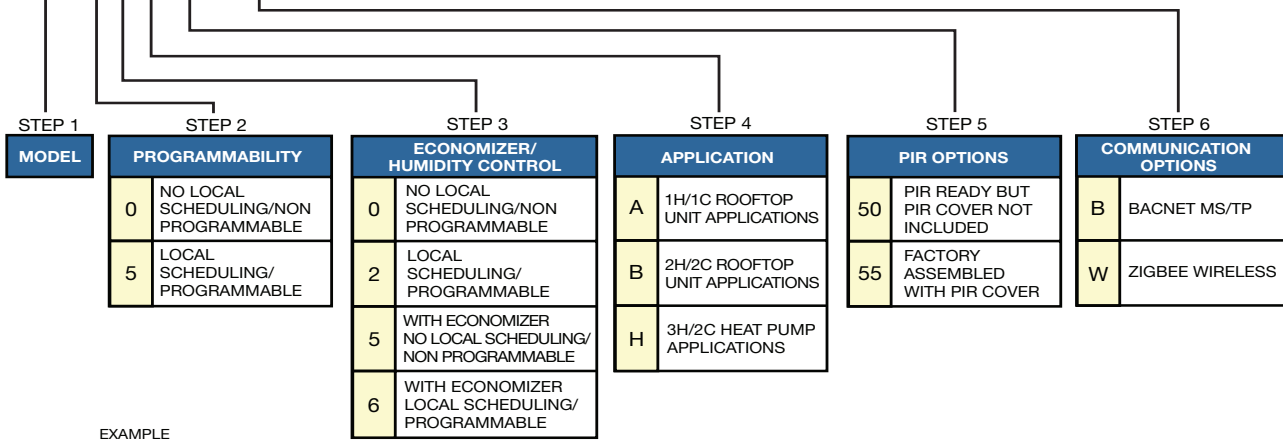 STEP 1
MODEL
STEP 2
PROGRAMMABILITY
0
NO LOCAL
SCHEDULING/NON
PROGRAMMABLE
5
LOCAL
SCHEDULING/
PROGRAMMABLE
STEP 3
ECONOMIZER/
HUMIDITY CONTROL
0
NO LOCAL
SCHEDULING/NON
PROGRAMMABLE
2
LOCAL
SCHEDULING/
PROGRAMMABLE
5
WITH ECONOMIZER
NO LOCAL SCHEDULING/
NON PROGRAMMABLE
6
WITH ECONOMIZER
LOCAL SCHEDULING/
PROGRAMMABLE
STEP 4
APPLICATION
A
1H/1C ROOFTOP
UNIT APPLICATIONS
B
2H/2C ROOFTOP
UNIT APPLICATIONS
H
3H/2C HEAT PUMP
APPLICATIONS
STEP 5
PIR OPTIONS
50
PIR READY BUT
PIR COVER NOT
INCLUDED
55
FACTORY
ASSEMBLED
WITH PIR COVER
STEP 6
COMMUNICATION
OPTIONS
B
BACNET MS/TP
W
ZIGBEE WIRELESS
EXAMPLE